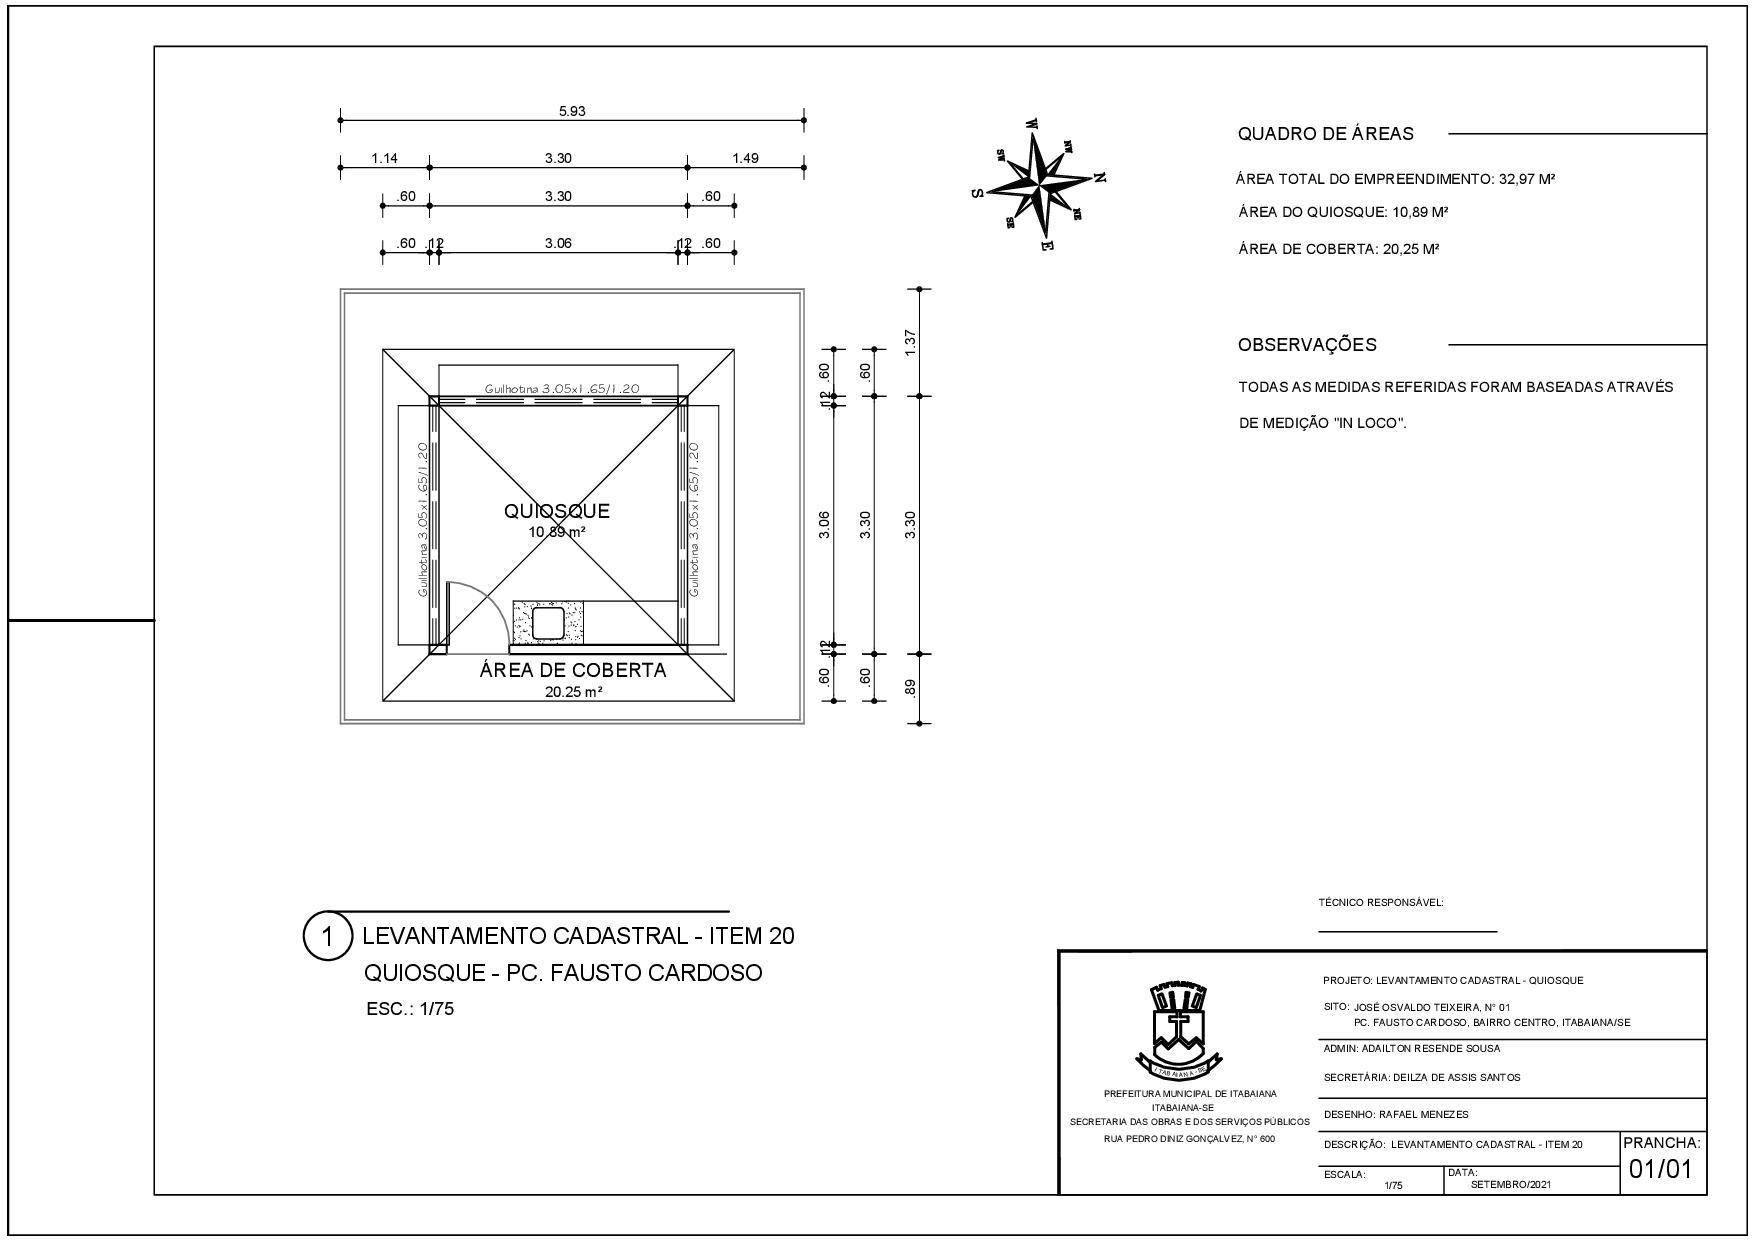 5.93
1.14 3.30 1.49
.60 3.30 .60
.60 .12 3.06 .12 .60
W
NW
N
NE
E
SE
S
SW
QUADRO DE ÁREAS
ÁREA TOTAL DO EMPREENDIMENTO: 32,97 M²
ÁREA DO QUIOSQUE: 10,89 M²
ÁREA DE COBERTA: 20,25 M²
OBSERVAÇÕES
TODAS AS MEDIDAS REFERIDAS FORAM BASEADAS ATRAVÉS
DE MEDIÇÃO "IN LOCO".
Guilhotina 3.05x1.65/1.20
Guilhotina 3.05x1.65/1.20
Guilhotina 3.05x1.65/1.20
QUIOSQUE
10.89 m²
ÁREA DE COBERTA
20.25 m²
.60 .12 3.06 .12 .60
.60 3.30 .60
1.37 3.30 .89
1
LEVANTAMENTO CADASTRAL - ITEM 20
QUIOSQUE - PC. FAUSTO CARDOSO
ESC.: 1/75
TÉCNICO RESPONSÁVEL:
ITABAIANA-SE
PREFEITURA MUNICIPAL DE ITABAIANA
ITABAIANA-SE
SECRETARIA DAS OBRAS E DOS SERVIÇOS PÚBLICOS
RUA PEDRO DINIZ GONÇALVEZ, N° 600
PROJETO: LEVANTAMENTO CADASTRAL - QUIOSQUE
SITO: JOSÉ OSVALDO TEIXEIRA, N° 01
PC. FAUSTO CARDOSO, BAIRRO CENTRO, ITABAIANA/SE
ADMIN: ADAILTON RESENDE SOUSA
SECRETÁRIA: DEILZA DE ASSIS SANTOS
DESENHO: RAFAEL MENEZES
DESCRIÇÃO: LEVANTAMENTO CADASTRAL - ITEM 20
ESCALA:
1/75
DATA:
SETEMBRO/2021
PRANCHA:
01/01